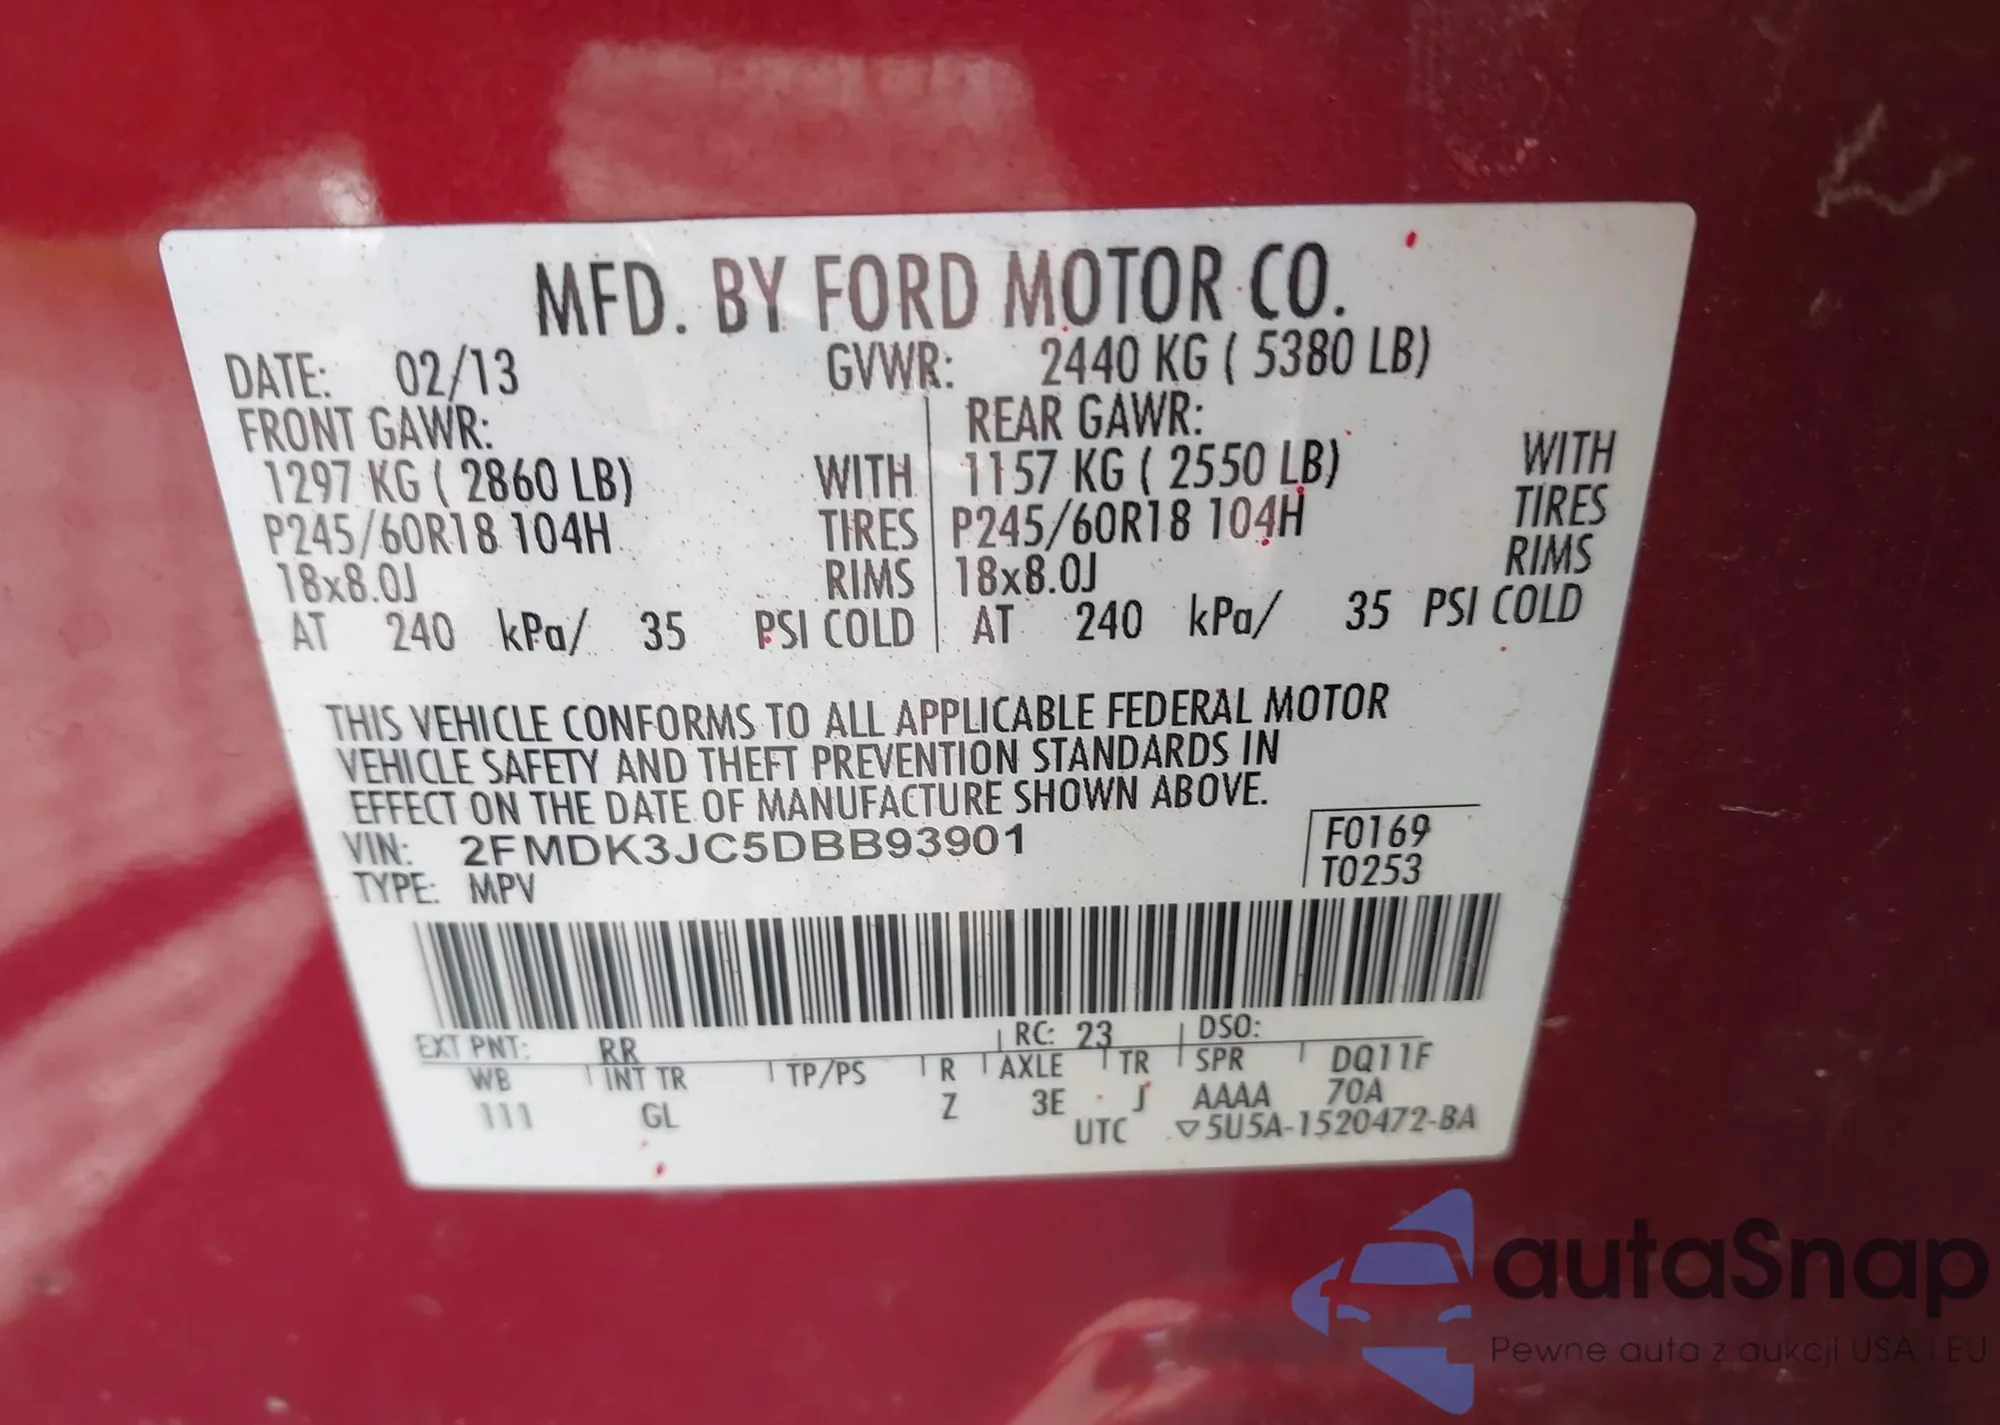 MFD. BY FORD MOTOR CO.
DATE: 02/13 GVWR: 2440 KG ( 5380 LB)
FRONT GAWR: REAR GAWR:
1297 KG ( 2860 LB) WITH 1157 KG ( 2550 LB) WITH
P245/60R18 104H TIRES P245/60R18 104H TIRES
18x8.0J RIMS 18x8.0J RIMS
AT 240 kPa/ 35 PSI COLD AT 240 kPa/ 35 PSI COLD
THIS VEHICLE CONFORMS TO ALL APPLICABLE FEDERAL MOTOR
VEHICLE SAFETY AND THEFT PREVENTION STANDARDS IN
EFFECT ON THE DATE OF MANUFACTURE SHOWN ABOVE.
VIN: 2FMDK3JC5DBB93901 F0169
TYPE: MPV T0253
EXT PNT: RR RC: 23 DSO:
WB INT TR TP/PS R AXLE TR SPR DQ11F
111 GL Z 3E J AAAA 70A
UTC ▽5U5A-1520472-BA
autaSnap
Pewne auta z aukcji USA i EU